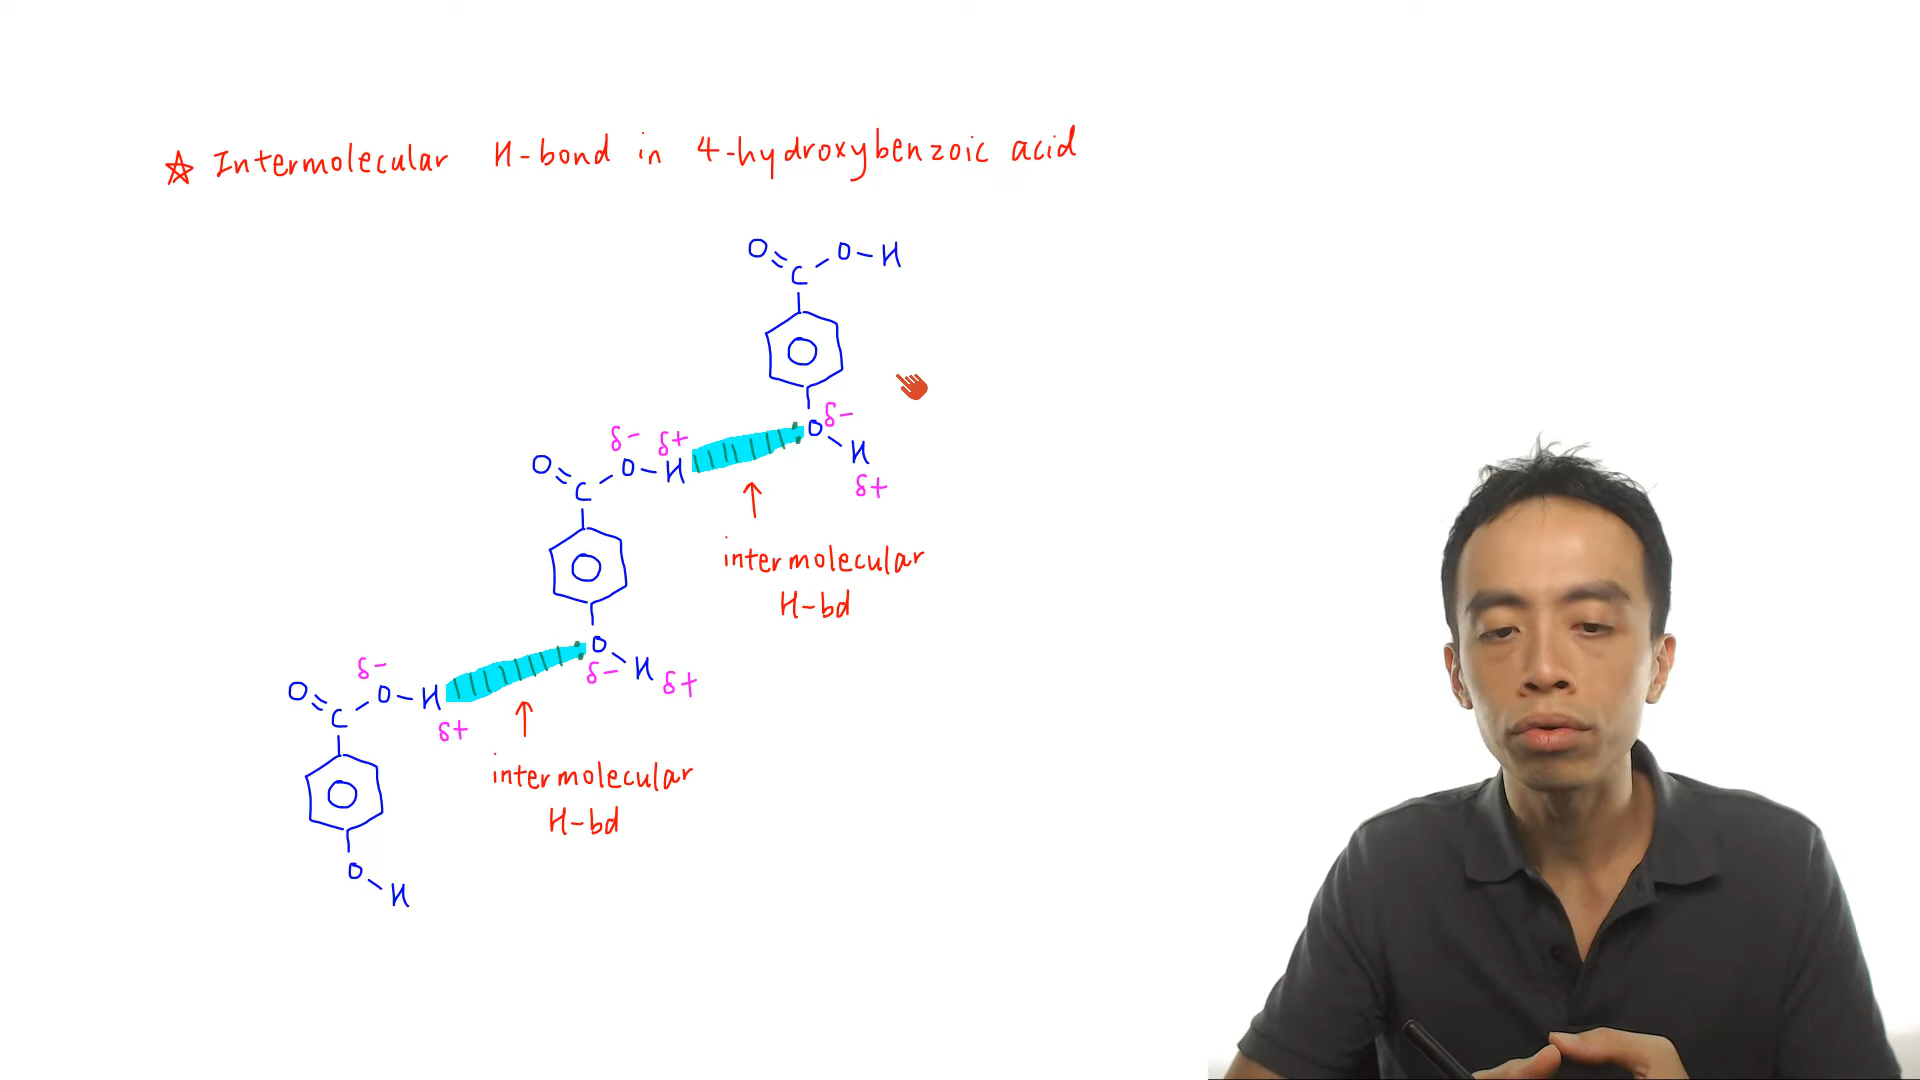 ☆ Intermolecular H-bond in 4-hydroxybenzoic acid
O = C - O - H
δ-
O
H
δ+
δ- δ+
O = C - O - H
intermolecular
H-bd
O
δ-
H
δ+
δ-
O = C - O - H
δ+
intermolecular
H-bd
O
H